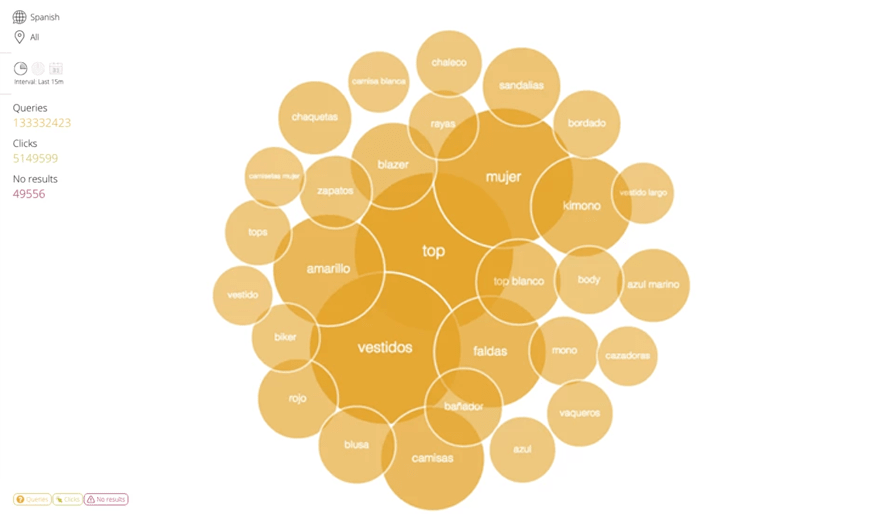 Spanish
All
Interval: Last 15m
Queries
133332423
Clicks
5149599
No results
49556
chaleco
camisa blanca
sandalias
chaquetas
rayas
bordado
blazer
mujer
camisetas mujer
zapatos
vestido largo
kimono
tops
top
amarillo
top blanco
body
azul marino
vestido
biker
vestidos
faldas
mono
cazadoras
rojo
bañador
vaqueros
blusa
azul
camisas
Queries
Clicks
No results